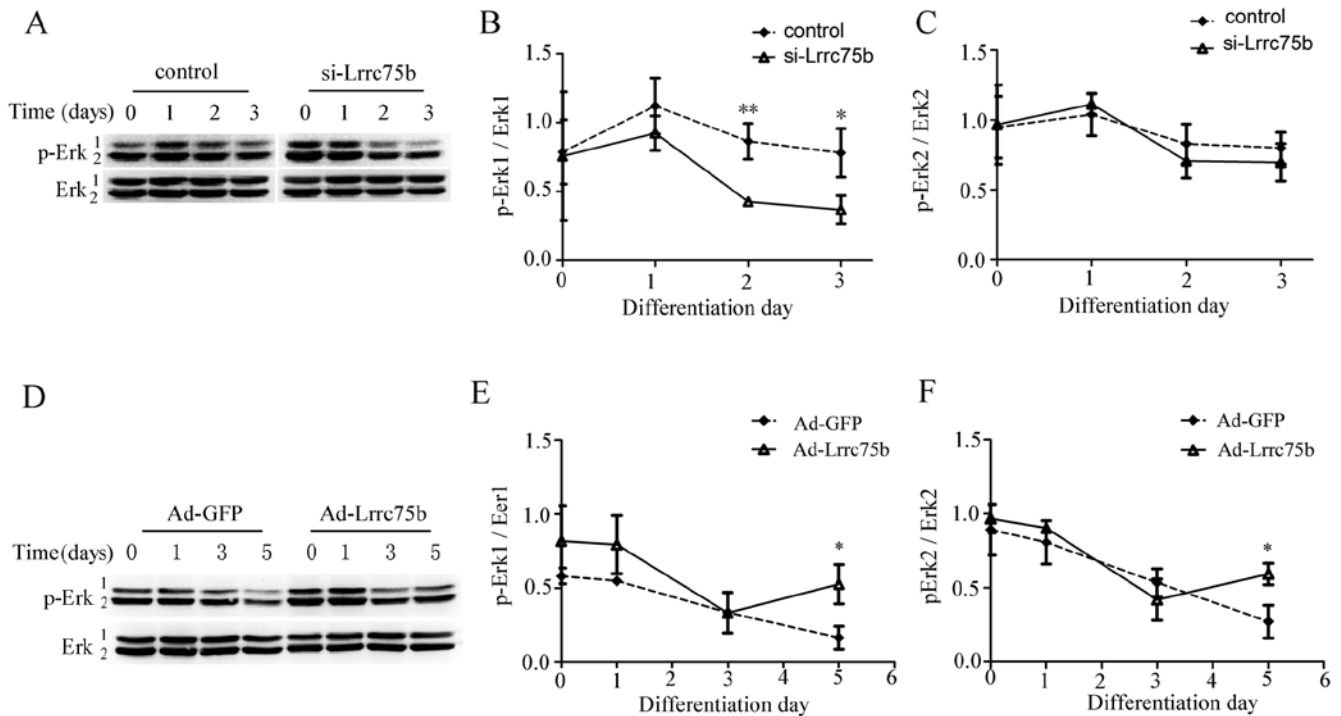 A
control si-Lrrc75b
Time (days) 0 1 2 3 0 1 2 3
p-Erk 1
2
Erk 1
2
B
control
si-Lrrc75b
p-Erk1 / Erk1
1.5
1.0
0.5
0.0
** *
0 1 2 3
Differentiation day
C
control
si-Lrrc75b
p-Erk2 / Erk2
1.5
1.0
0.5
0.0
0 1 2 3
Differentiation day
D
Ad-GFP Ad-Lrrc75b
Time(days) 0 1 3 5 0 1 3 5
p-Erk 1
2
Erk 1
2
E
Ad-GFP
Ad-Lrrc75b
p-Erk1 / Eer1
1.5
1.0
0.5
0.0
*
0 1 2 3 4 5 6
Differentiation day
F
Ad-GFP
Ad-Lrrc75b
pErk2 / Erk2
1.5
1.0
0.5
0.0
*
0 1 2 3 4 5 6
Differentiation day